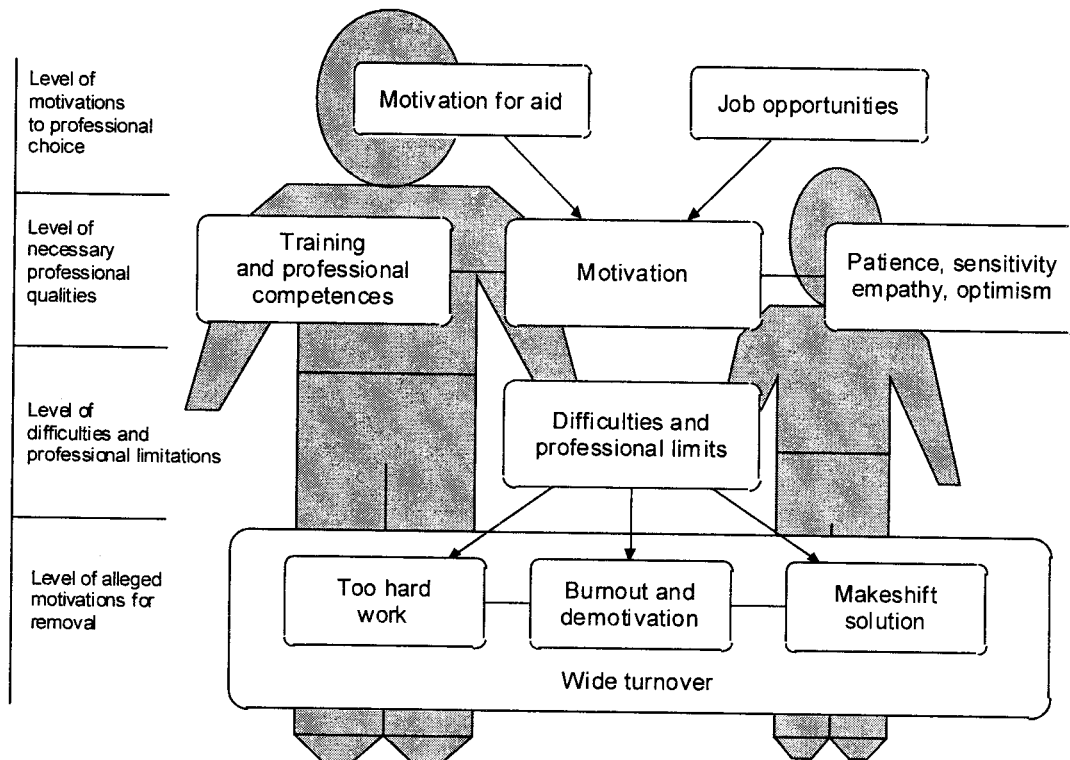 Level of
motivations
to professional
choice
Motivation for aid
Job opportunities
Level of
necessary
professional
qualities
Training
and professional
competences
Motivation
Patience, sensitivity
empathy, optimism
Level of
difficulties and
professional limitations
Difficulties and
professional limits
Level of alleged
motivations for
removal
Too hard
work
Burnout and
demotivation
Makeshift
solution
Wide turnover